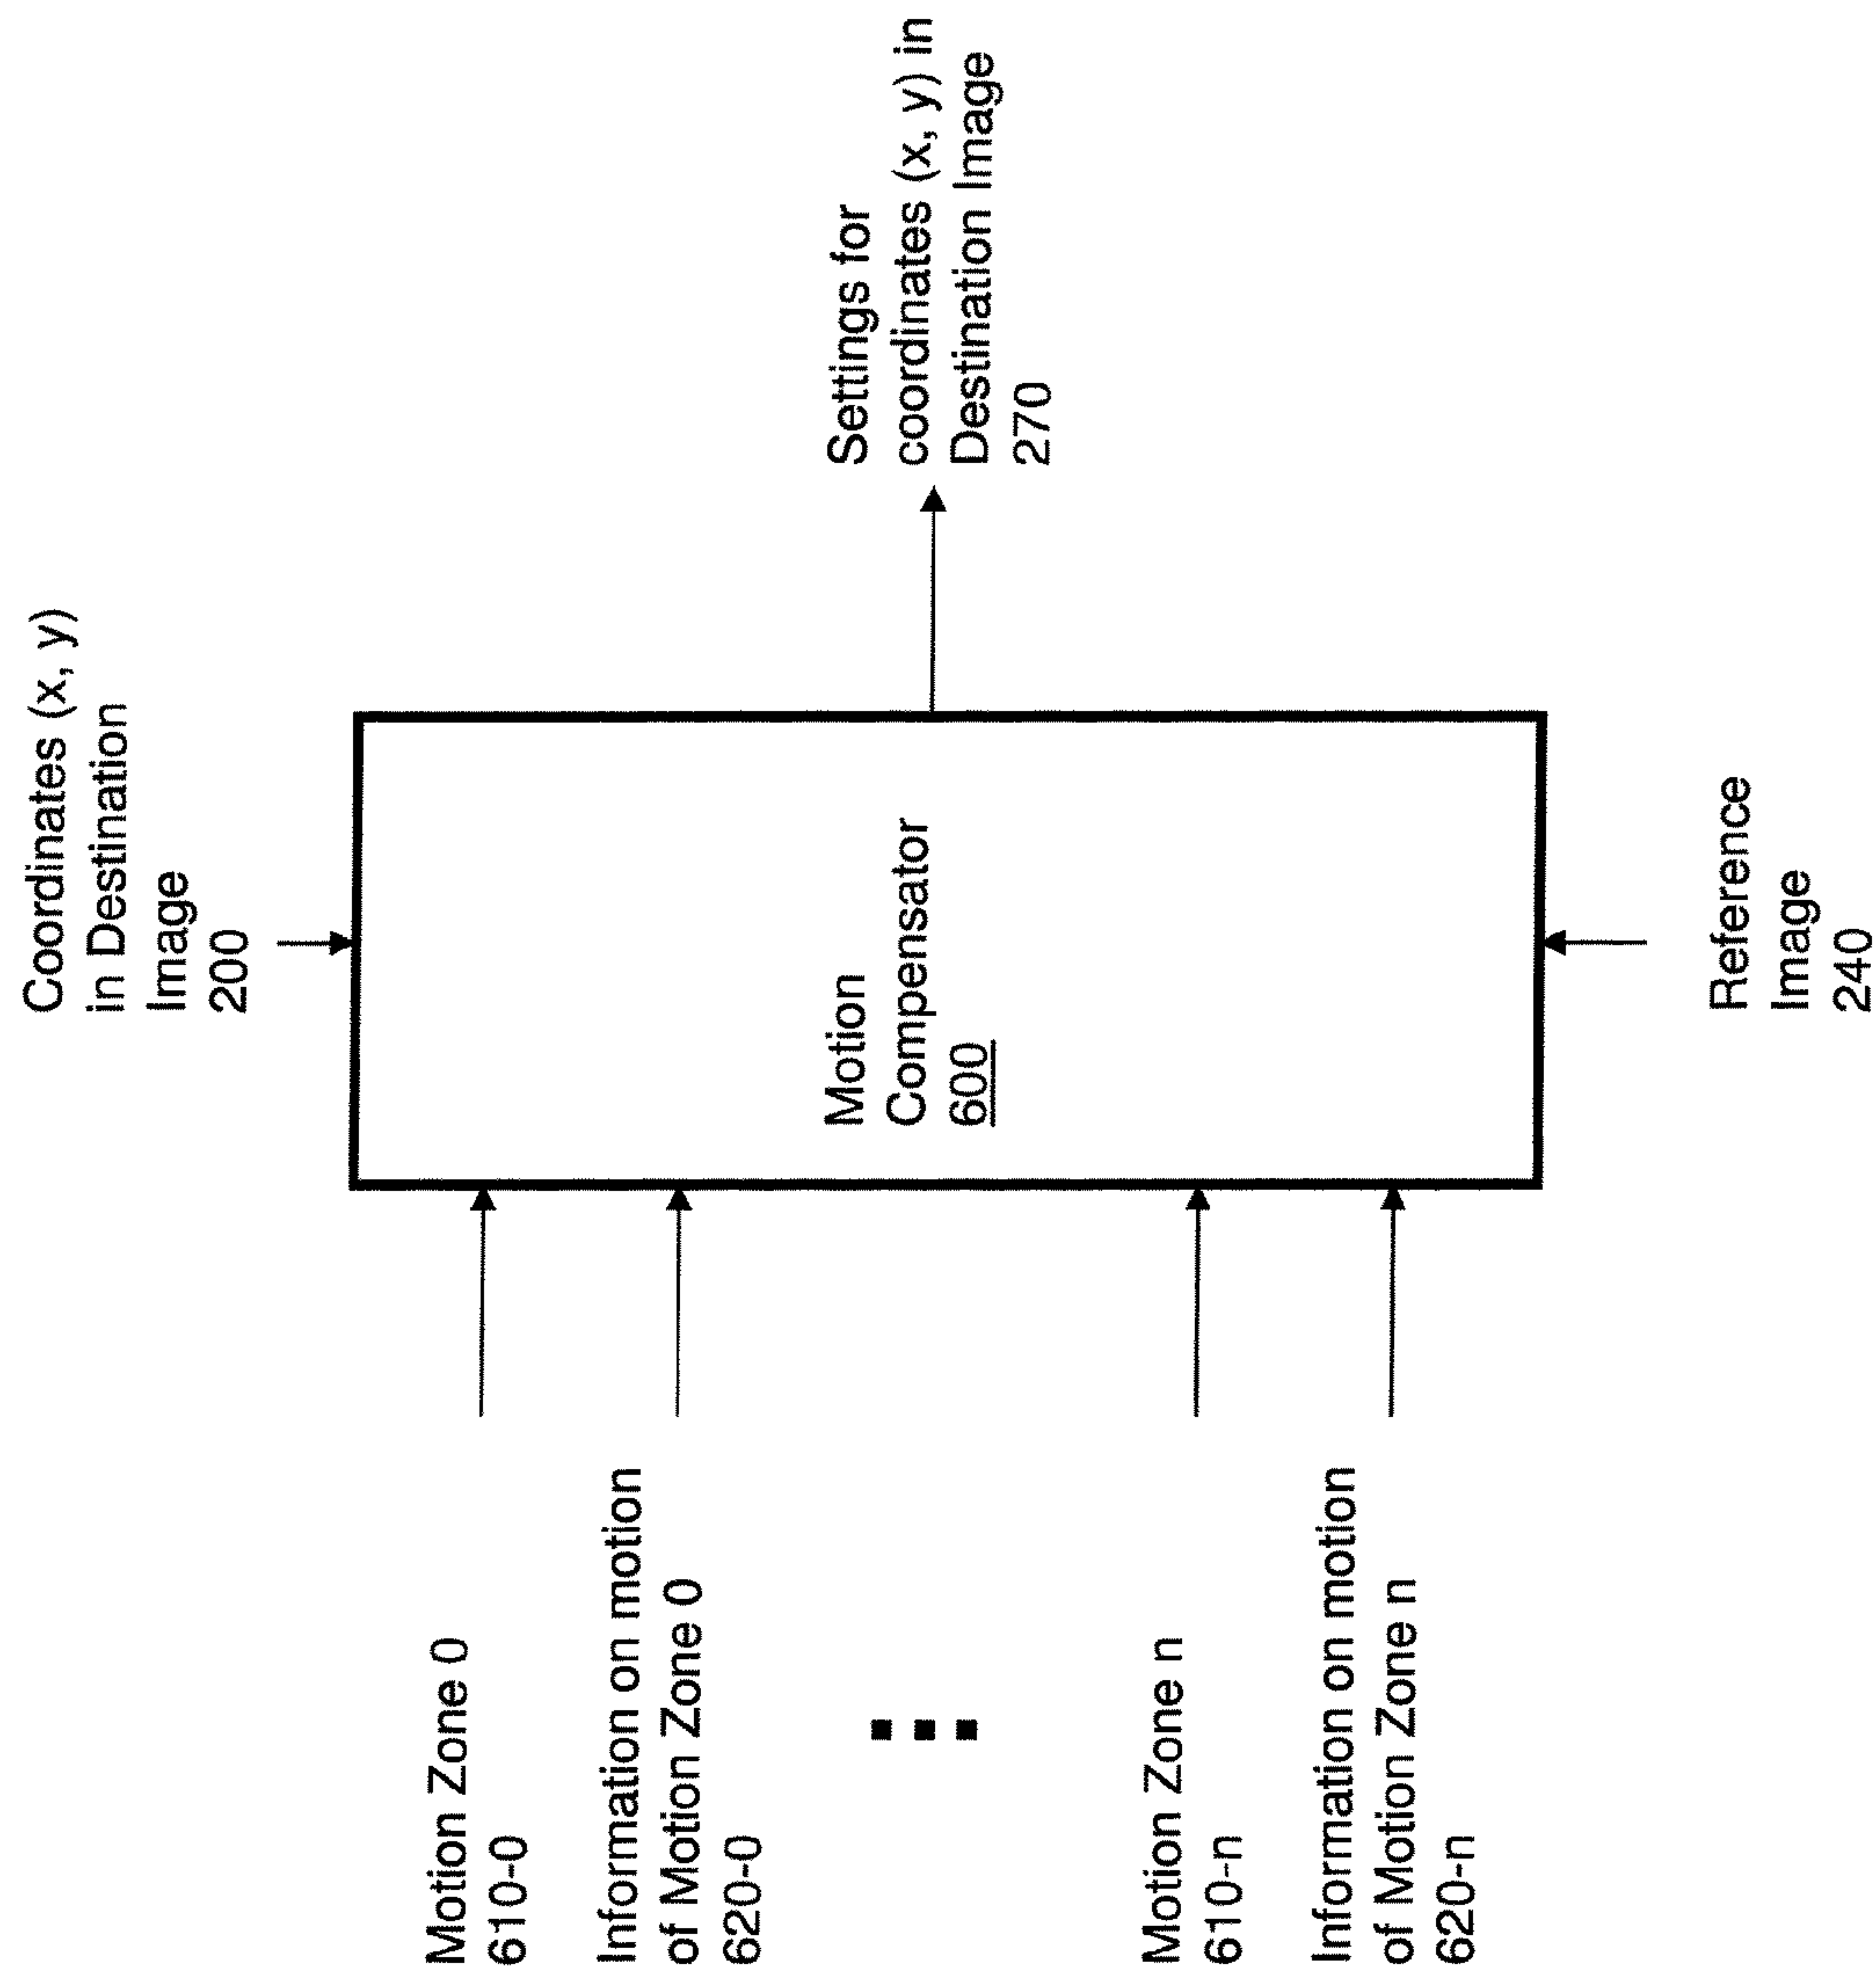 Coordinates (x, y)
in Destination
Image
200
Motion Zone 0
610-0
Information on motion
of Motion Zone 0
620-0
Motion Zone n
610-n
Information on motion
of Motion Zone n
620-n
Motion
Compensator
600
Settings for
coordinates (x, y) in
Destination Image
270
Reference
Image
240